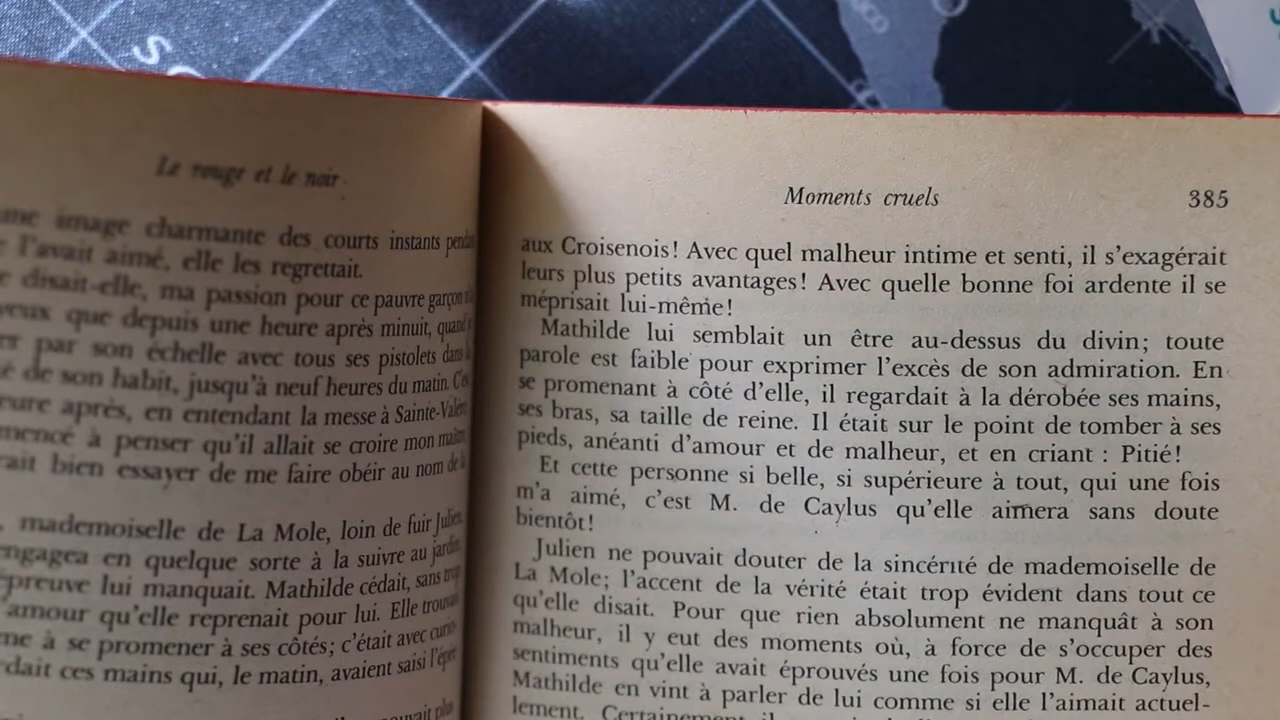 Le rouge et le noir
image charmante des courts instants
l'avait aimé, elle les regrettait.
disait-elle, ma passion pour ce pauvre garçon
que depuis une heure après minuit, quand
par son échelle avec tous ses pistolets dans
de son habit, jusqu'à neuf heures du matin.
après, en entendant la messe à Sainte-Valère
à penser qu'il allait se croire mon
bien essayer de me faire obéir au nom de
mademoiselle de La Mole, loin de fuir Julien,
en quelque sorte à la suivre au jardin
lui manquait. Mathilde cédait, sans trop
amour qu'elle reprenait pour lui. Elle
à se promener à ses côtés; c'était avec
ces mains qui, le matin, avaient saisi l'épée
plus
Moments cruels 385
aux Croisenois! Avec quel malheur intime et senti, il s'exagérait
leurs plus petits avantages! Avec quelle bonne foi ardente il se
méprisait lui-même!
Mathilde lui semblait un être au-dessus du divin; toute
parole est faible pour exprimer l'excès de son admiration. En
se promenant à côté d'elle, il regardait à la dérobée ses mains,
ses bras, sa taille de reine. Il était sur le point de tomber à ses
pieds, anéanti d'amour et de malheur, et en criant : Pitié!
Et cette personne si belle, si supérieure à tout, qui une fois
m'a aimé, c'est M. de Caylus qu'elle aimera sans doute
bientôt!
Julien ne pouvait douter de la sincérité de mademoiselle de
La Mole; l'accent de la vérité était trop évident dans tout ce
qu'elle disait. Pour que rien absolument ne manquât à son
malheur, il y eut des moments où, à force de s'occuper des
sentiments qu'elle avait éprouvés une fois pour M. de Caylus,
Mathilde en vint à parler de lui comme si elle l'aimait actuel-
lement. Certainement